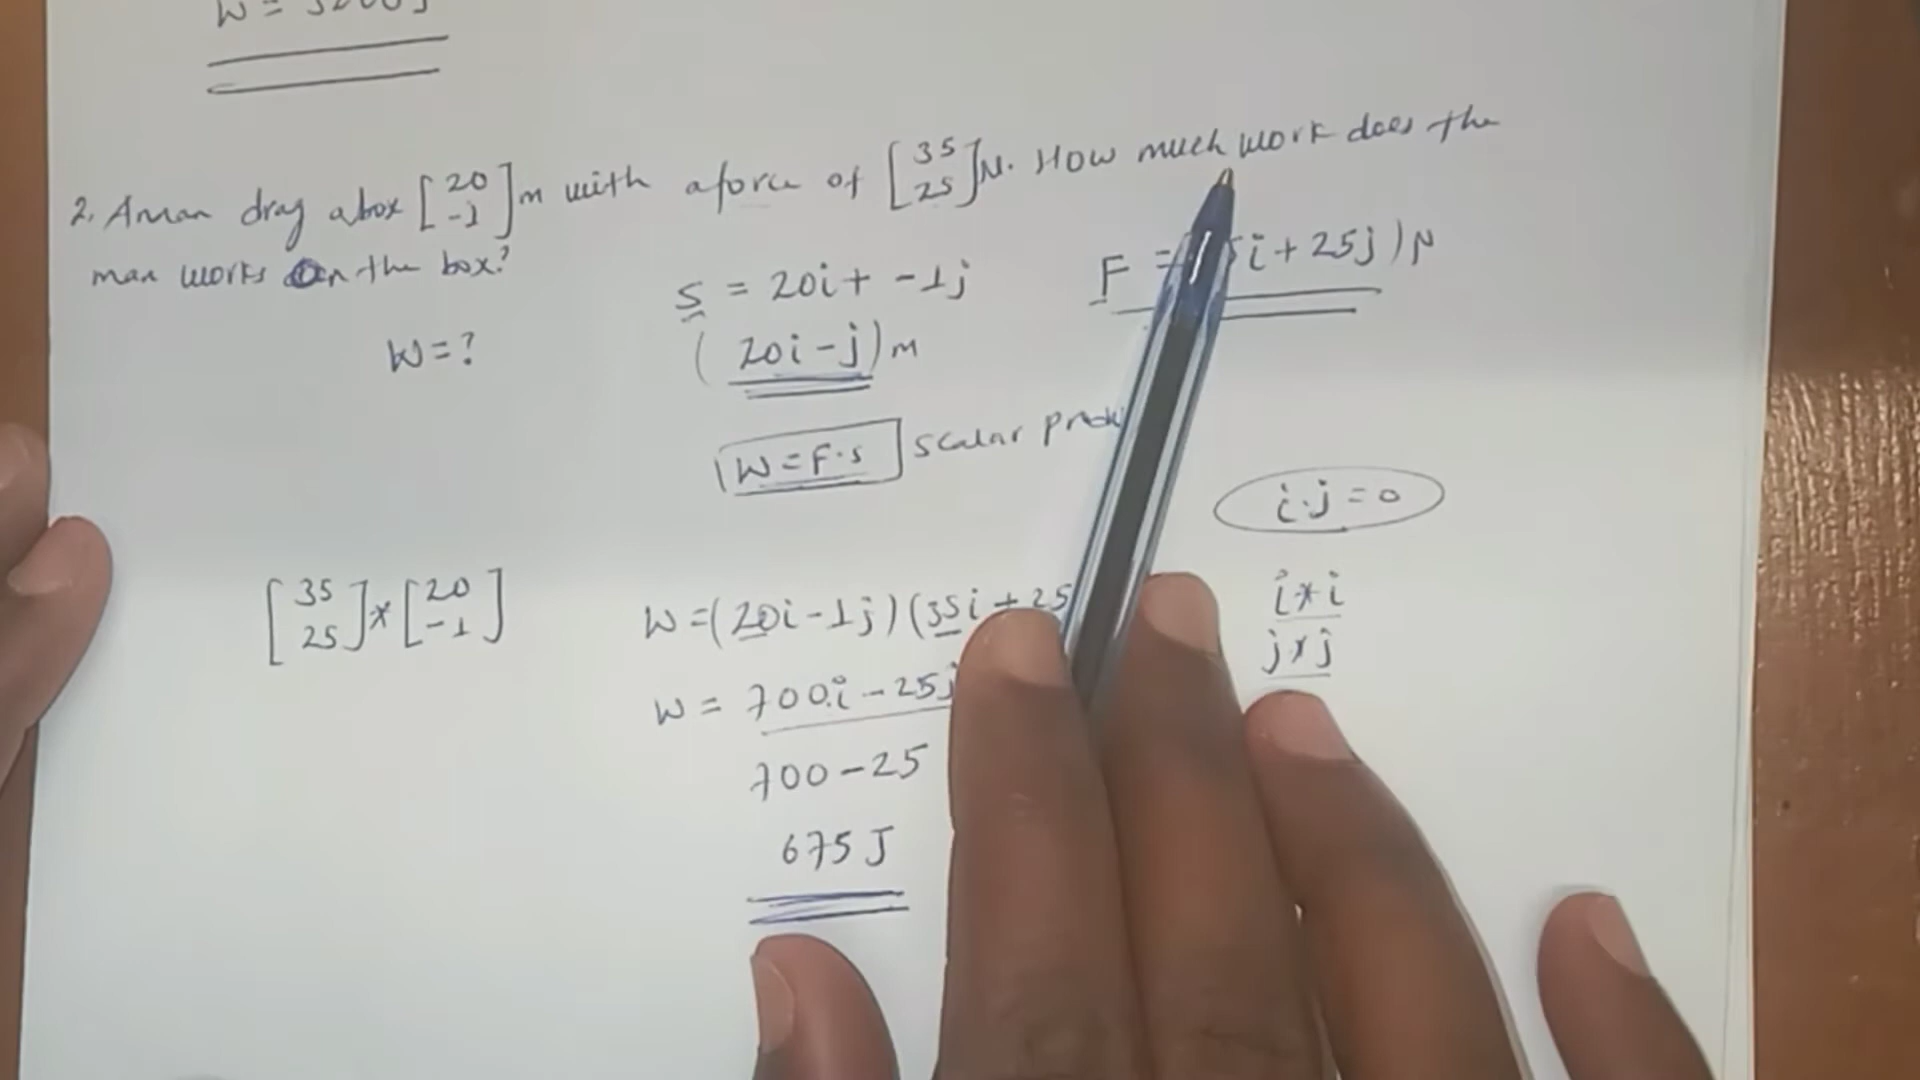 2. A man drag a box [20 -1] m with a force of [35 25] N. How much work does the
man works on the box?
W = ?
s = 20i + -1j
(20i - j) m
F = i + 25j) N
W = F·s scalar
i·j = 0
[35 25] * [20 -1]
W = (20i - 1j) (35i + 25
i * i
j * j
W = 700i - 25j
700 - 25
675 J